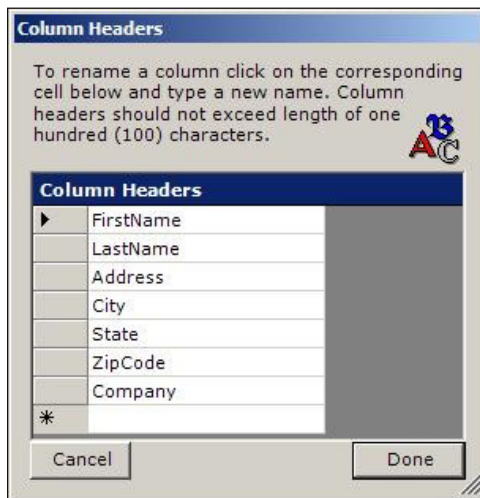 Column Headers
To rename a column click on the corresponding
cell below and type a new name. Column
headers should not exceed length of one
hundred (100) characters.
A B C
Column Headers
FirstName
LastName
Address
City
State
ZipCode
Company
*
Cancel Done